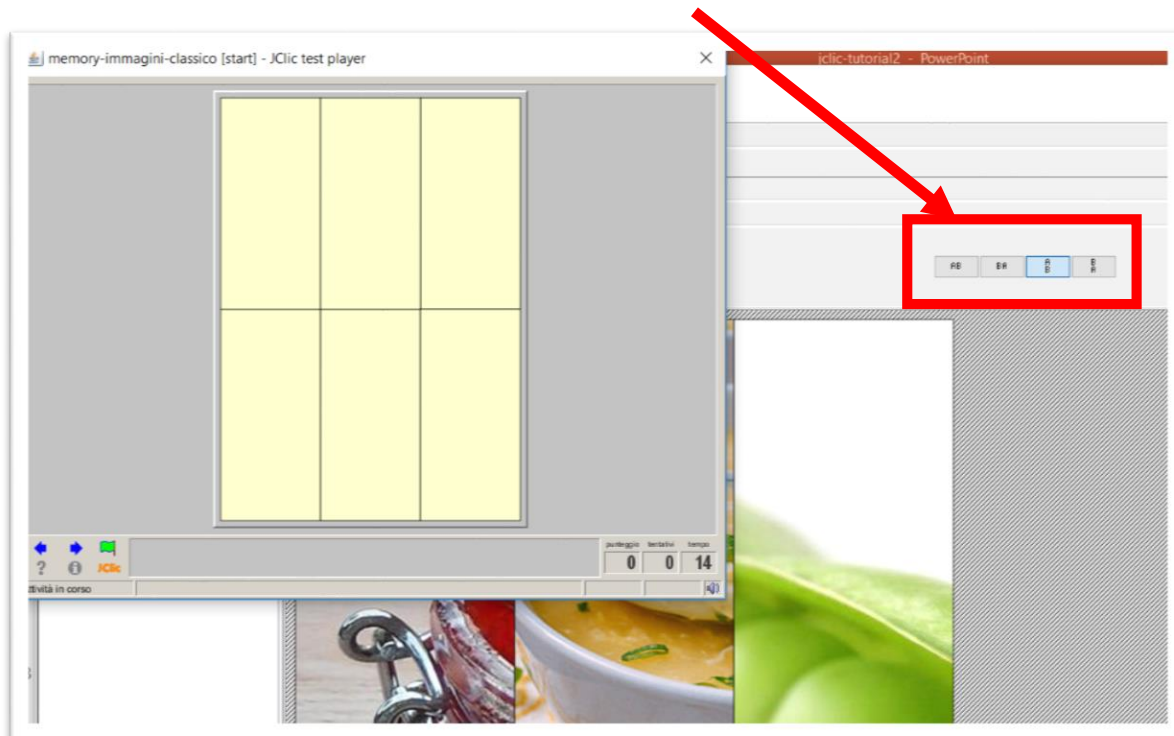 memory-immagini-classico [start] - JClic test player
jclic-tutorial2 - PowerPoint
AB BA A B B A
punteggio tentativi tempo
? JClic 0 0 14
ttività in corso